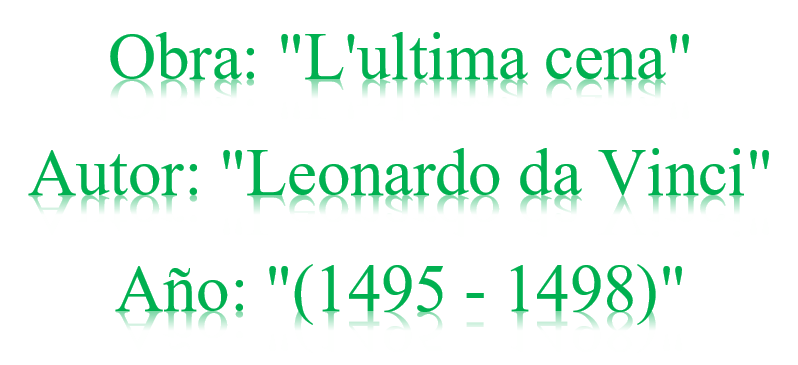 Obra: "L'ultima cena"
Autor: "Leonardo da Vinci"
Año: "(1495 - 1498)"